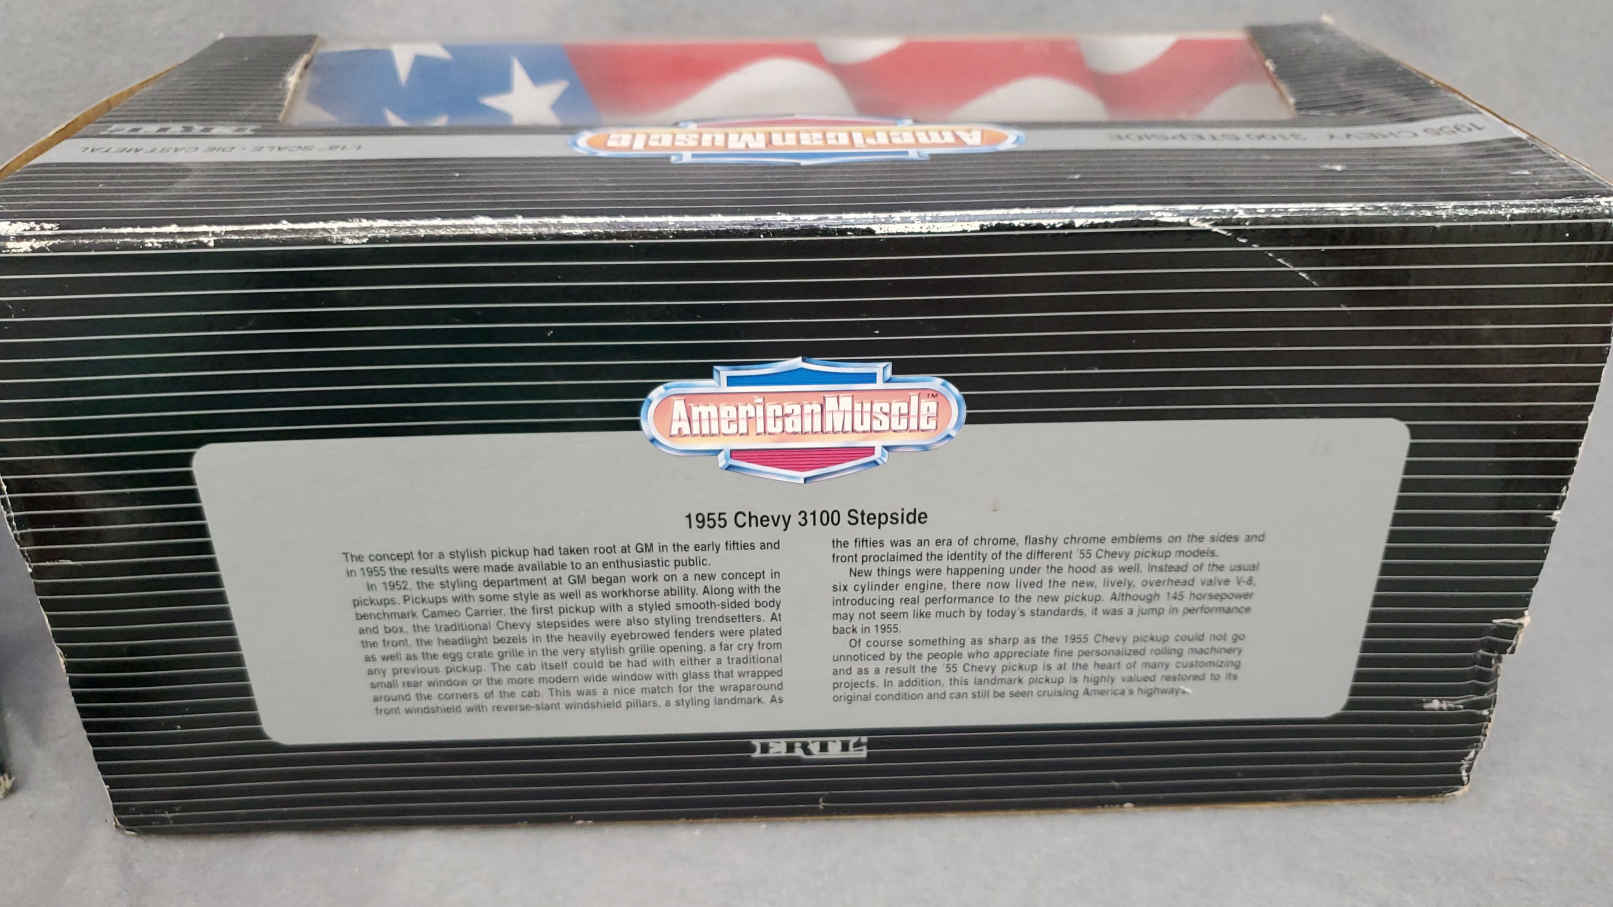 ERTL
1:18TH SCALE • DIE CAST METAL
AmericanMuscle
1955 CHEVY 3100 STEPSIDE
AmericanMuscle™
1955 Chevy 3100 Stepside
The concept for a stylish pickup had taken root at GM in the early fifties and
in 1955 the results were made available to an enthusiastic public.
In 1952, the styling department at GM began work on a new concept in
pickups. Pickups with some style as well as workhorse ability. Along with the
benchmark Cameo Carrier, the first pickup with a styled smooth-sided body
and box, the traditional Chevy stepsides were also styling trendsetters. At
the front, the headlight bezels in the heavily eyebrowed fenders were plated
as well as the egg crate grille in the very stylish grille opening, a far cry from
any previous pickup. The cab itself could be had with either a traditional
small rear window or the more modern wide window with glass that wrapped
around the corners of the cab. This was a nice match for the wraparound
front windshield with reverse-slant windshield pillars, a styling landmark. As
the fifties was an era of chrome, flashy chrome emblems on the sides and
front proclaimed the identity of the different '55 Chevy pickup models.
New things were happening under the hood as well. Instead of the usual
six cylinder engine, there now lived the new, lively, overhead valve V-8,
introducing real performance to the new pickup. Although 145 horsepower
may not seem like much by today's standards, it was a jump in performance
back in 1955.
Of course something as sharp as the 1955 Chevy pickup could not go
unnoticed by the people who appreciate fine personalized rolling machinery
and as a result the '55 Chevy pickup is at the heart of many customizing
projects. In addition, this landmark pickup is highly valued restored to its
original condition and can still be seen cruising America's highways.
ERTL